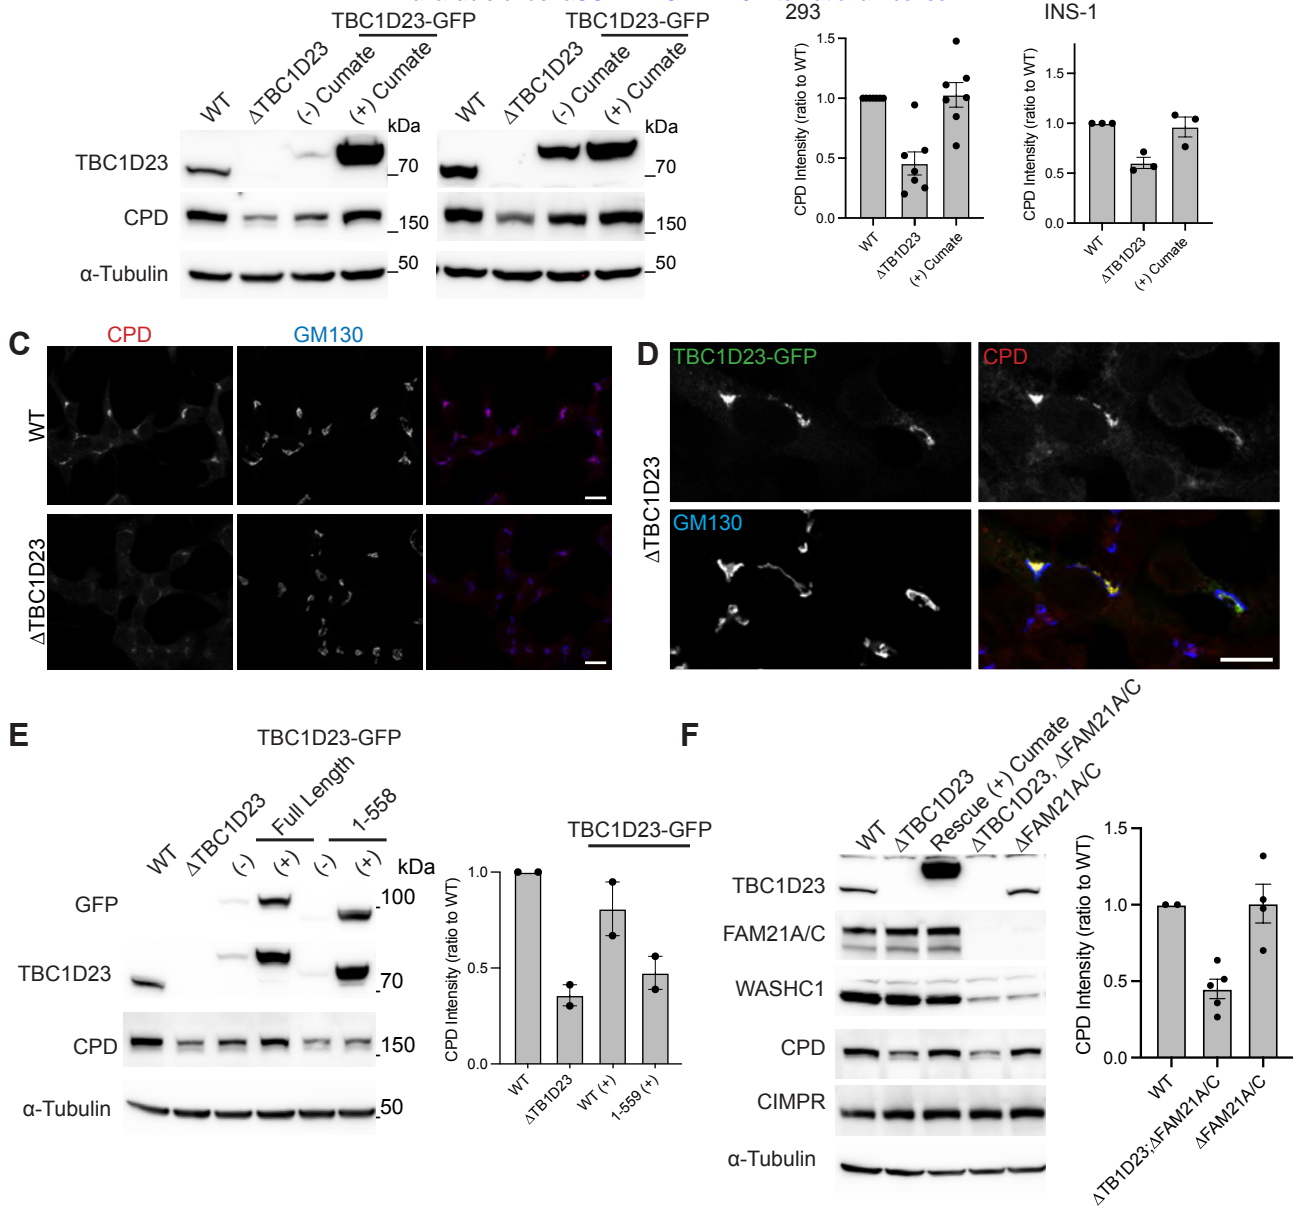 TBC1D23-GFP
TBC1D23-GFP
WT
ΔTBC1D23
(-) Cumate
(+) Cumate
kDa
WT
ΔTBC1D23
(-) Cumate
(+) Cumate
kDa
TBC1D23
_70
_70
CPD
_150
_150
α-Tubulin
_50
_50
293
CPD Intensity (ratio to WT)
1.5
1.0
0.5
0.0
WT
ΔTB1D23
(+) Cumate
INS-1
CPD Intensity (ratio to WT)
1.5
1.0
0.5
0.0
WT
ΔTB1D23
(+) Cumate
C
CPD
GM130
WT
ΔTBC1D23
D
TBC1D23-GFP
CPD
GM130
ΔTBC1D23
E
TBC1D23-GFP
WT
ΔTBC1D23
Full Length
1-558
(-)
(+)
(-)
(+)
kDa
GFP
100
TBC1D23
70
CPD
150
α-Tubulin
50
TBC1D23-GFP
CPD Intensity (ratio to WT)
1.0
0.5
0.0
WT
ΔTB1D23
WT (+)
1-559 (+)
F
WT
ΔTBC1D23
Rescue (+) Cumate
ΔTBC1D23, ΔFAM21A/C
ΔFAM21A/C
TBC1D23
FAM21A/C
WASHC1
CPD
CIMPR
α-Tubulin
CPD Intensity (ratio to WT)
1.5
1.0
0.5
0.0
WT
ΔTB1D23;ΔFAM21A/C
ΔFAM21A/C